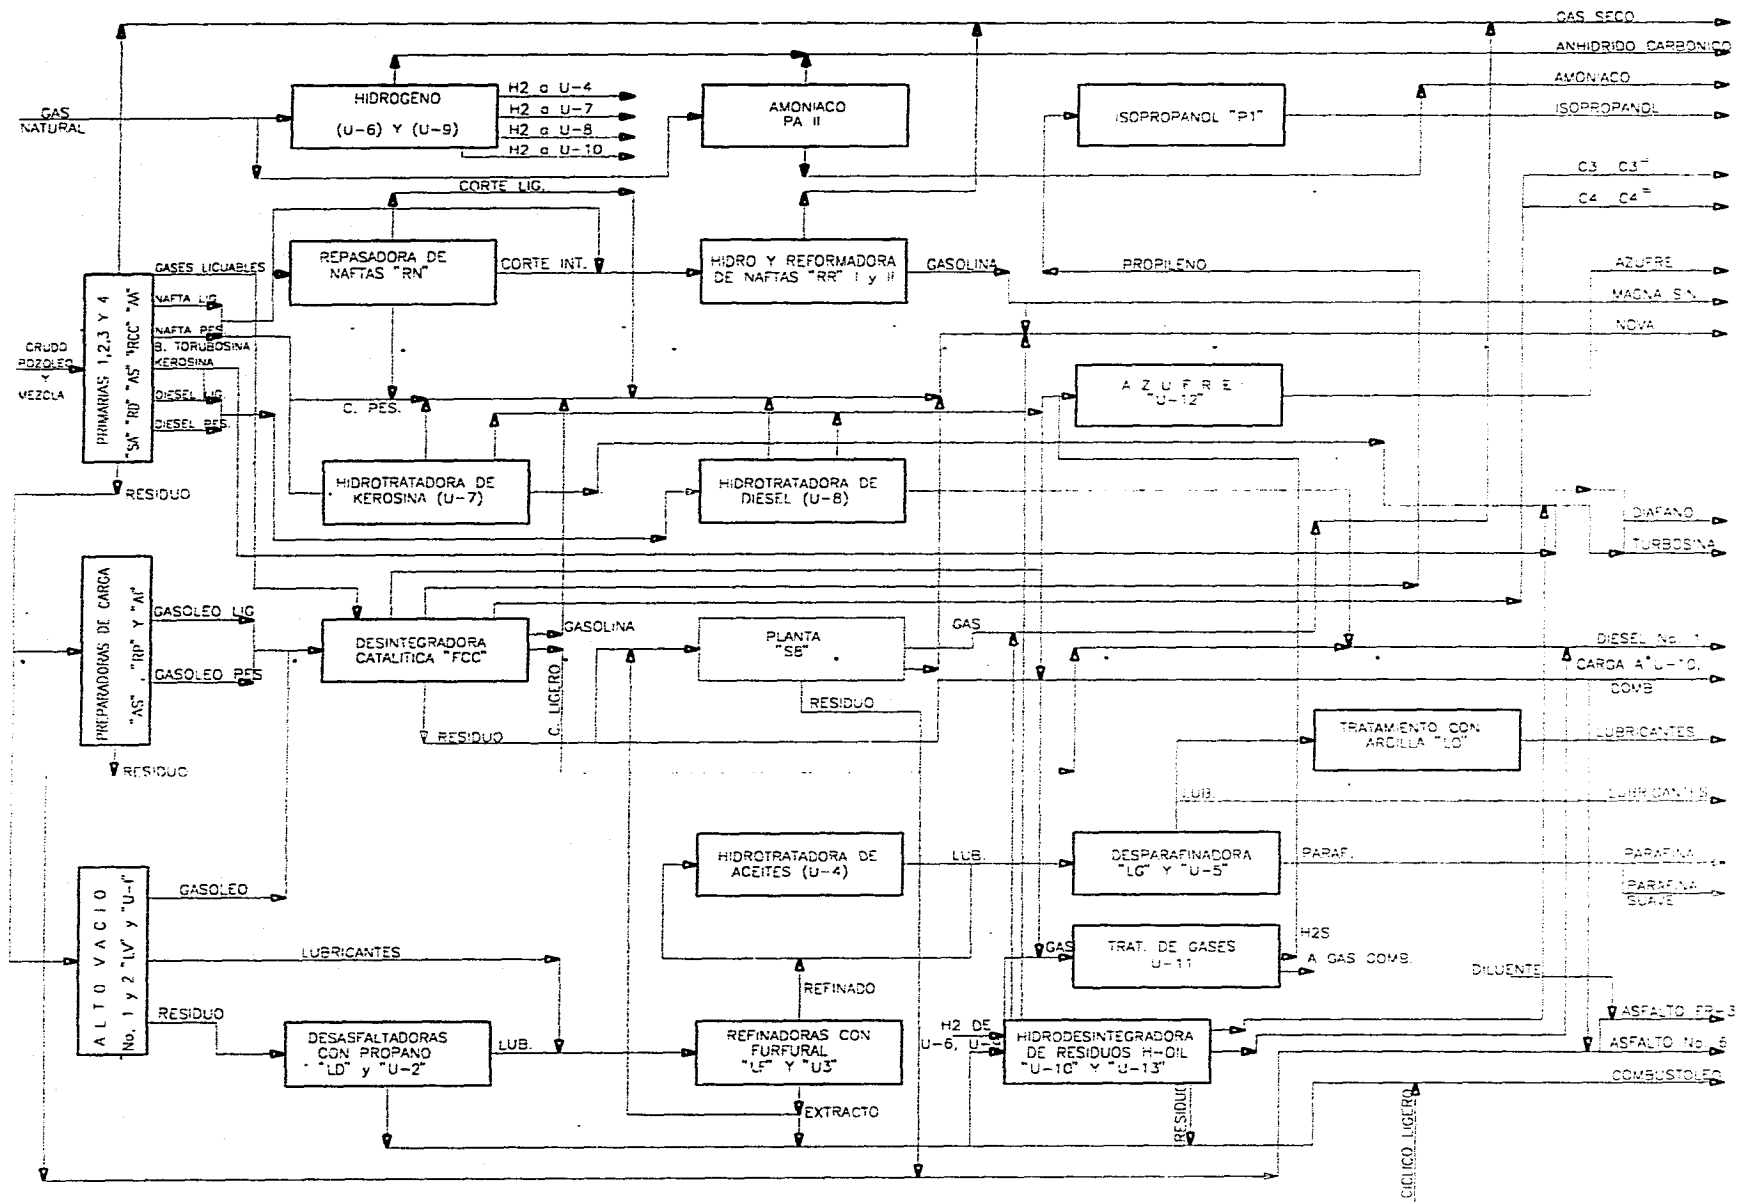 GAS SECO
ANHIDRIDO CARBONICO
AMONIACO
ISOPROPANOL
GAS
NATURAL
HIDROGENO
(U-6) Y (U-9)
H2 a U-4
H2 a U-7
H2 a U-8
H2 a U-10
AMONIACO
PA II
ISOPROPANOL "P1"
CORTE LIG.
C3 C3=
C4 C4=
GASES LICUABLES
REPASADORA DE
NAFTAS "RN"
CORTE INT.
HIDRO Y REFORMADORA
DE NAFTAS "RR" I y II
GASOLINA
PROPILENO
AZUFRE
MAGNA SIN
NOVA
CRUDO
POZOLEO
Y
MEZCLA
PRIMARIAS 1,2,3 Y 4
"SA" "RD" "AS" "RCC" "AA"
NAFTA LIG.
NAFTA PES.
B. TORUBOSINA
KEROSINA
DIESEL LIG.
DIESEL PES.
C. PES.
AZUFRE
"U-12"
RESIDUO
HIDROTRATADORA DE
KEROSINA (U-7)
HIDROTRATADORA DE
DIESEL (U-8)
DIAFANO
TURBOSINA
PREPARADORAS DE CARGA
"AS" "RP" Y "AI"
GASOLEO LIG
GASOLEO PES
RESIDUO
DESINTEGRADORA
CATALITICA "FCC"
GASOLINA
C. LIGERO
RESIDUO
PLANTA
"SB"
GAS
RESIDUO
DIESEL No. 1
CARGA A U-10,
COMB
TRATAMIENTO CON
ARCILLA "LO"
LUBRICANTES
LUB.
LUBRICANTES
ALTO VACIO
No. 1 y 2 "LV" y "U-1"
GASOLEO
LUBRICANTES
RESIDUO
HIDROTRATADORA DE
ACEITES (U-4)
LUB.
DESPARAFINADORA
"LG" Y "U-5"
PARAF.
PARAFINA
PARAFINA
SUAVE
GAS
TRAT. DE GASES
U-11
H2S
A GAS COMB.
DILUENTE
REFINADO
DESASFALTADORAS
CON PROPANO
"LD" y "U-2"
LUB.
REFINADORAS CON
FURFURAL
"LF" Y "U3"
EXTRACTO
H2 DE
U-6,
HIDRODESINTEGRADORA
DE RESIDUOS H-OIL
"U-10" Y "U-13"
RESIDUO
ASFALTO No. 6
COMBUSTOLEO
CICLICO LIGERO